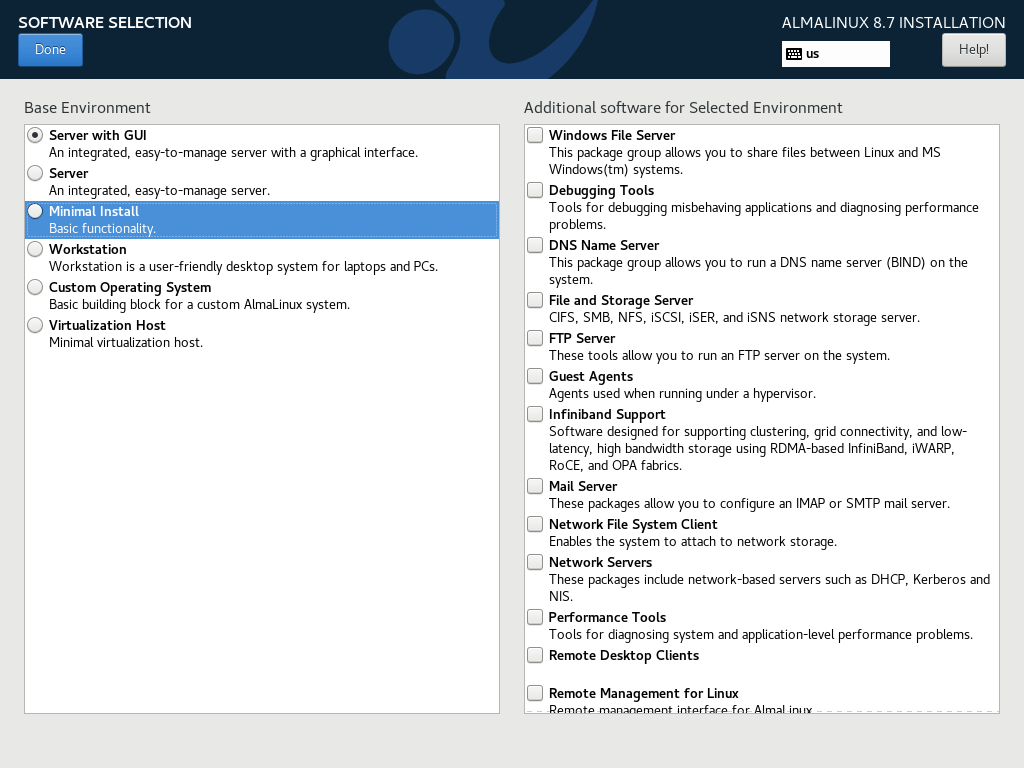 SOFTWARE SELECTION
Done
ALMALINUX 8.7 INSTALLATION
us
Help!
Base Environment
Server with GUI
An integrated, easy-to-manage server with a graphical interface.
Server
An integrated, easy-to-manage server.
Minimal Install
Basic functionality.
Workstation
Workstation is a user-friendly desktop system for laptops and PCs.
Custom Operating System
Basic building block for a custom AlmaLinux system.
Virtualization Host
Minimal virtualization host.
Additional software for Selected Environment
Windows File Server
This package group allows you to share files between Linux and MS
Windows(tm) systems.
Debugging Tools
Tools for debugging misbehaving applications and diagnosing performance
problems.
DNS Name Server
This package group allows you to run a DNS name server (BIND) on the
system.
File and Storage Server
CIFS, SMB, NFS, iSCSI, iSER, and iSNS network storage server.
FTP Server
These tools allow you to run an FTP server on the system.
Guest Agents
Agents used when running under a hypervisor.
Infiniband Support
Software designed for supporting clustering, grid connectivity, and low-
latency, high bandwidth storage using RDMA-based InfiniBand, iWARP,
RoCE, and OPA fabrics.
Mail Server
These packages allow you to configure an IMAP or SMTP mail server.
Network File System Client
Enables the system to attach to network storage.
Network Servers
These packages include network-based servers such as DHCP, Kerberos and
NIS.
Performance Tools
Tools for diagnosing system and application-level performance problems.
Remote Desktop Clients
Remote Management for Linux
Remote management interface for AlmaLinux